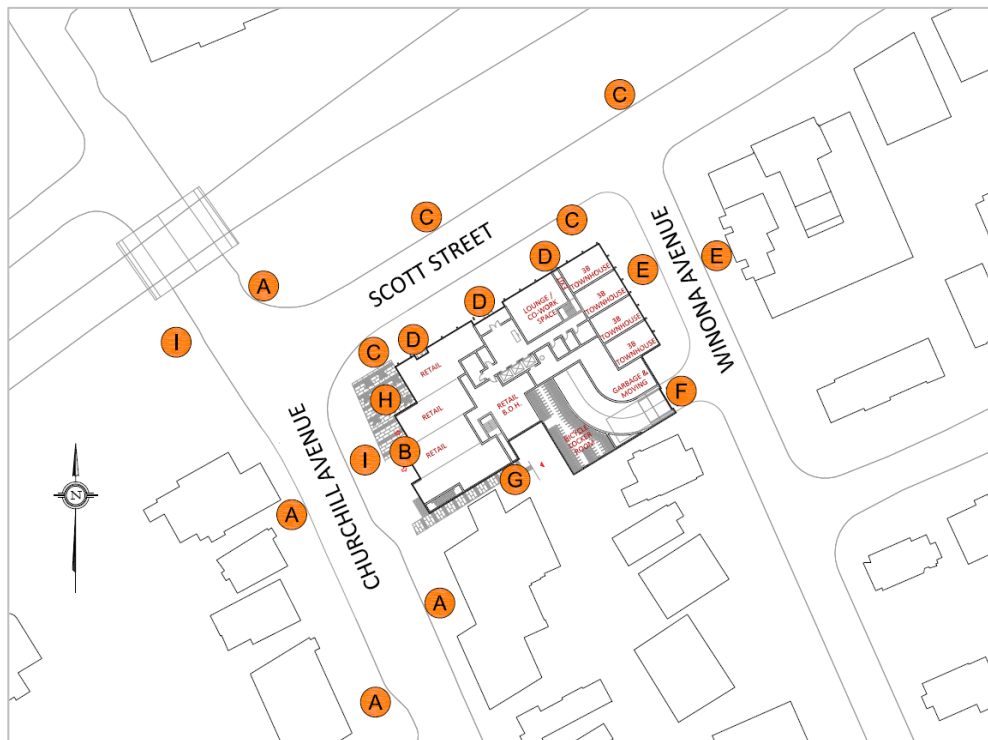 C
C
C
SCOTT STREET
WINONA AVENUE
D
E
E
3B
TOWNHOUSE
3B
TOWNHOUSE
3B
TOWNHOUSE
3B
TOWNHOUSE
LOUNGE /
CO-WORK
SPACE
A
D
I
D
C
RETAIL
H
RETAIL
RETAIL
B.O.H.
GARBAGE &
MOVING
F
CHURCHILL AVENUE
B
RETAIL
I
BICYCLE
LOCKER
ROOM
G
N
A
A
A